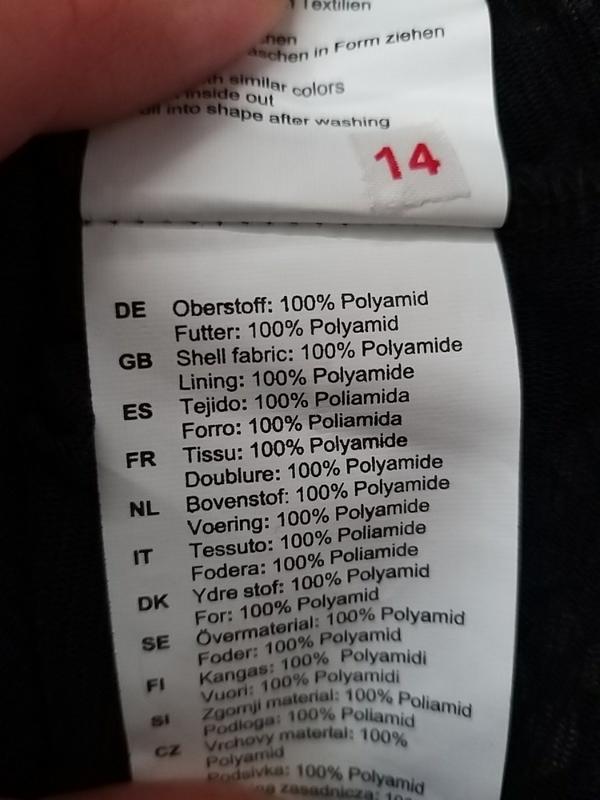 Textilien
aschen in Form ziehen
similar colors
inside out
into shape after washing
14
DE Oberstoff: 100% Polyamid
Futter: 100% Polyamid
GB Shell fabric: 100% Polyamide
Lining: 100% Polyamide
ES Tejido: 100% Poliamida
Forro: 100% Poliamida
FR Tissu: 100% Polyamide
Doublure: 100% Polyamide
NL Bovenstof: 100% Polyamide
Voering: 100% Polyamide
IT Tessuto: 100% Poliamide
Fodera: 100% Poliamide
DK Ydre stof: 100% Polyamid
For: 100% Polyamid
SE Övermaterial: 100% Polyamid
Foder: 100% Polyamid
FI Kangas: 100% Polyamidi
Vuori: 100% Polyamidi
SI Zgornji material: 100% Poliamid
Podloga: 100% Poliamid
CZ Vrchovy material: 100%
Polyamid
Podsivka: 100% Polyamid
zasadnicza: